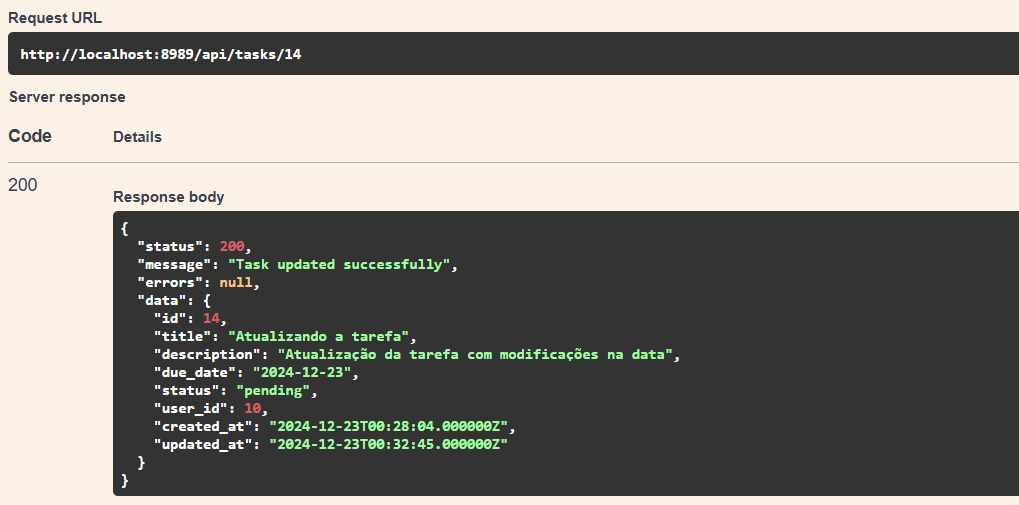 Request URL
http://localhost:8989/api/tasks/14
Server response
Code Details
200
Response body
{
  "status": 200,
  "message": "Task updated successfully",
  "errors": null,
  "data": {
    "id": 14,
    "title": "Atualizando a tarefa",
    "description": "Atualização da tarefa com modificações na data",
    "due_date": "2024-12-23",
    "status": "pending",
    "user_id": 10,
    "created_at": "2024-12-23T00:28:04.000000Z",
    "updated_at": "2024-12-23T00:32:45.000000Z"
  }
}